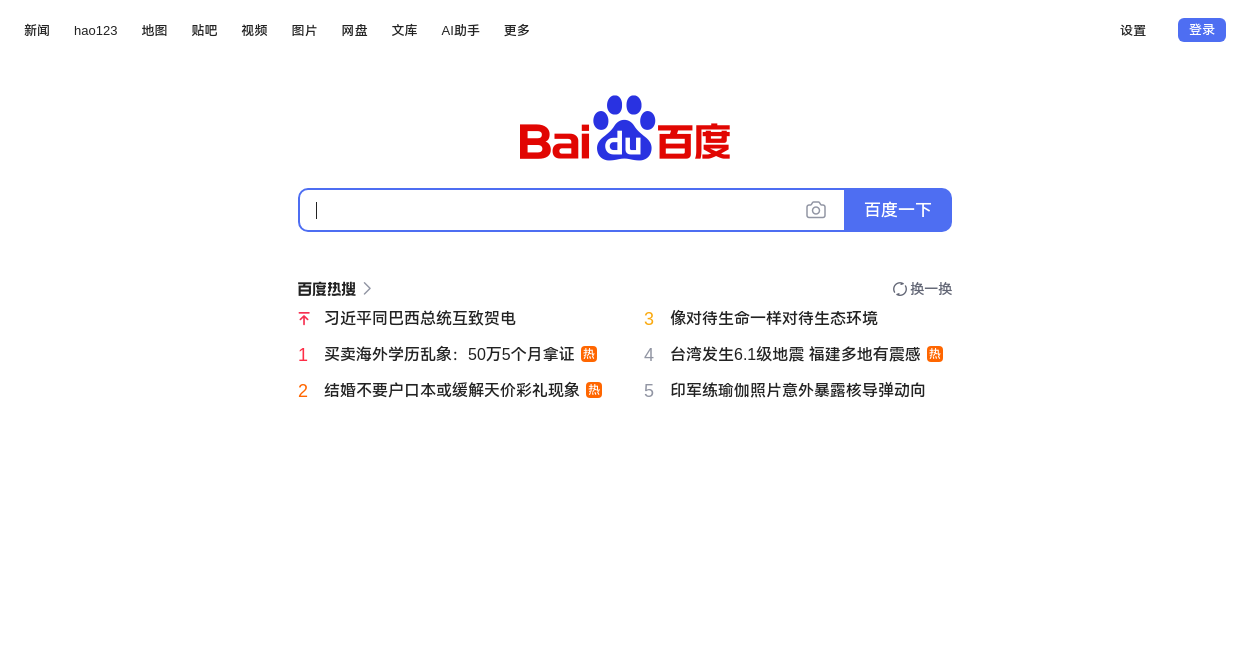 新闻 hao123 地图 贴吧 视频 图片 网盘 文库 AI助手 更多 设置 登录
Bai du 百度
百度一下
百度热搜 换一换
习近平同巴西总统互致贺电
3 像对待生命一样对待生态环境
1 买卖海外学历乱象：50万5个月拿证 热
4 台湾发生6.1级地震 福建多地有震感 热
2 结婚不要户口本或缓解天价彩礼现象 热
5 印军练瑜伽照片意外暴露核导弹动向